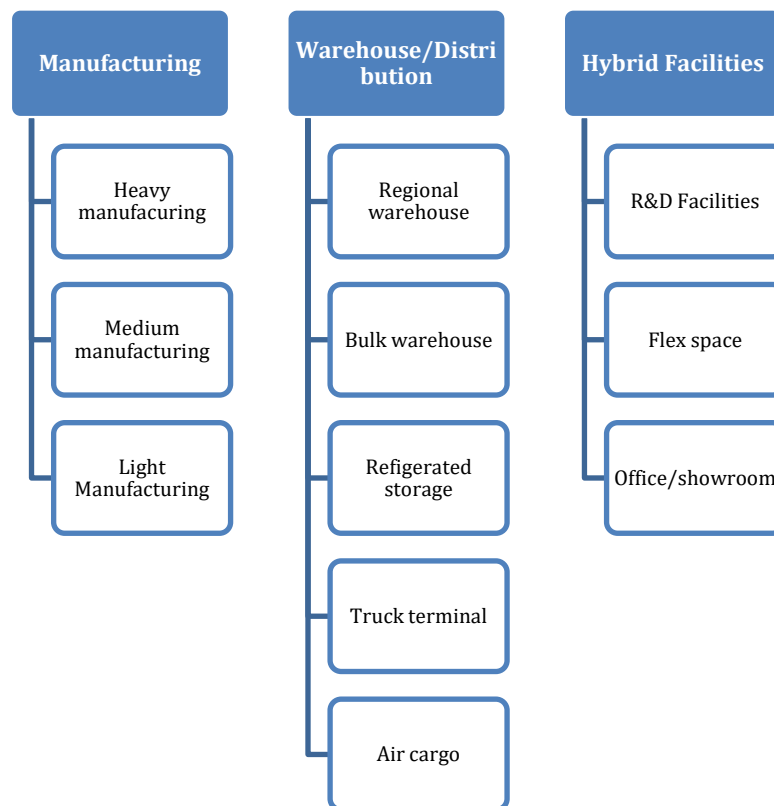 Manufacturing
Heavy
manufacuring
Medium
manufacturing
Light
Manufacturing
Warehouse/Distri
bution
Regional
warehouse
Bulk warehouse
Refigerated
storage
Truck terminal
Air cargo
Hybrid Facilities
R&D Facilities
Flex space
Office/showroom